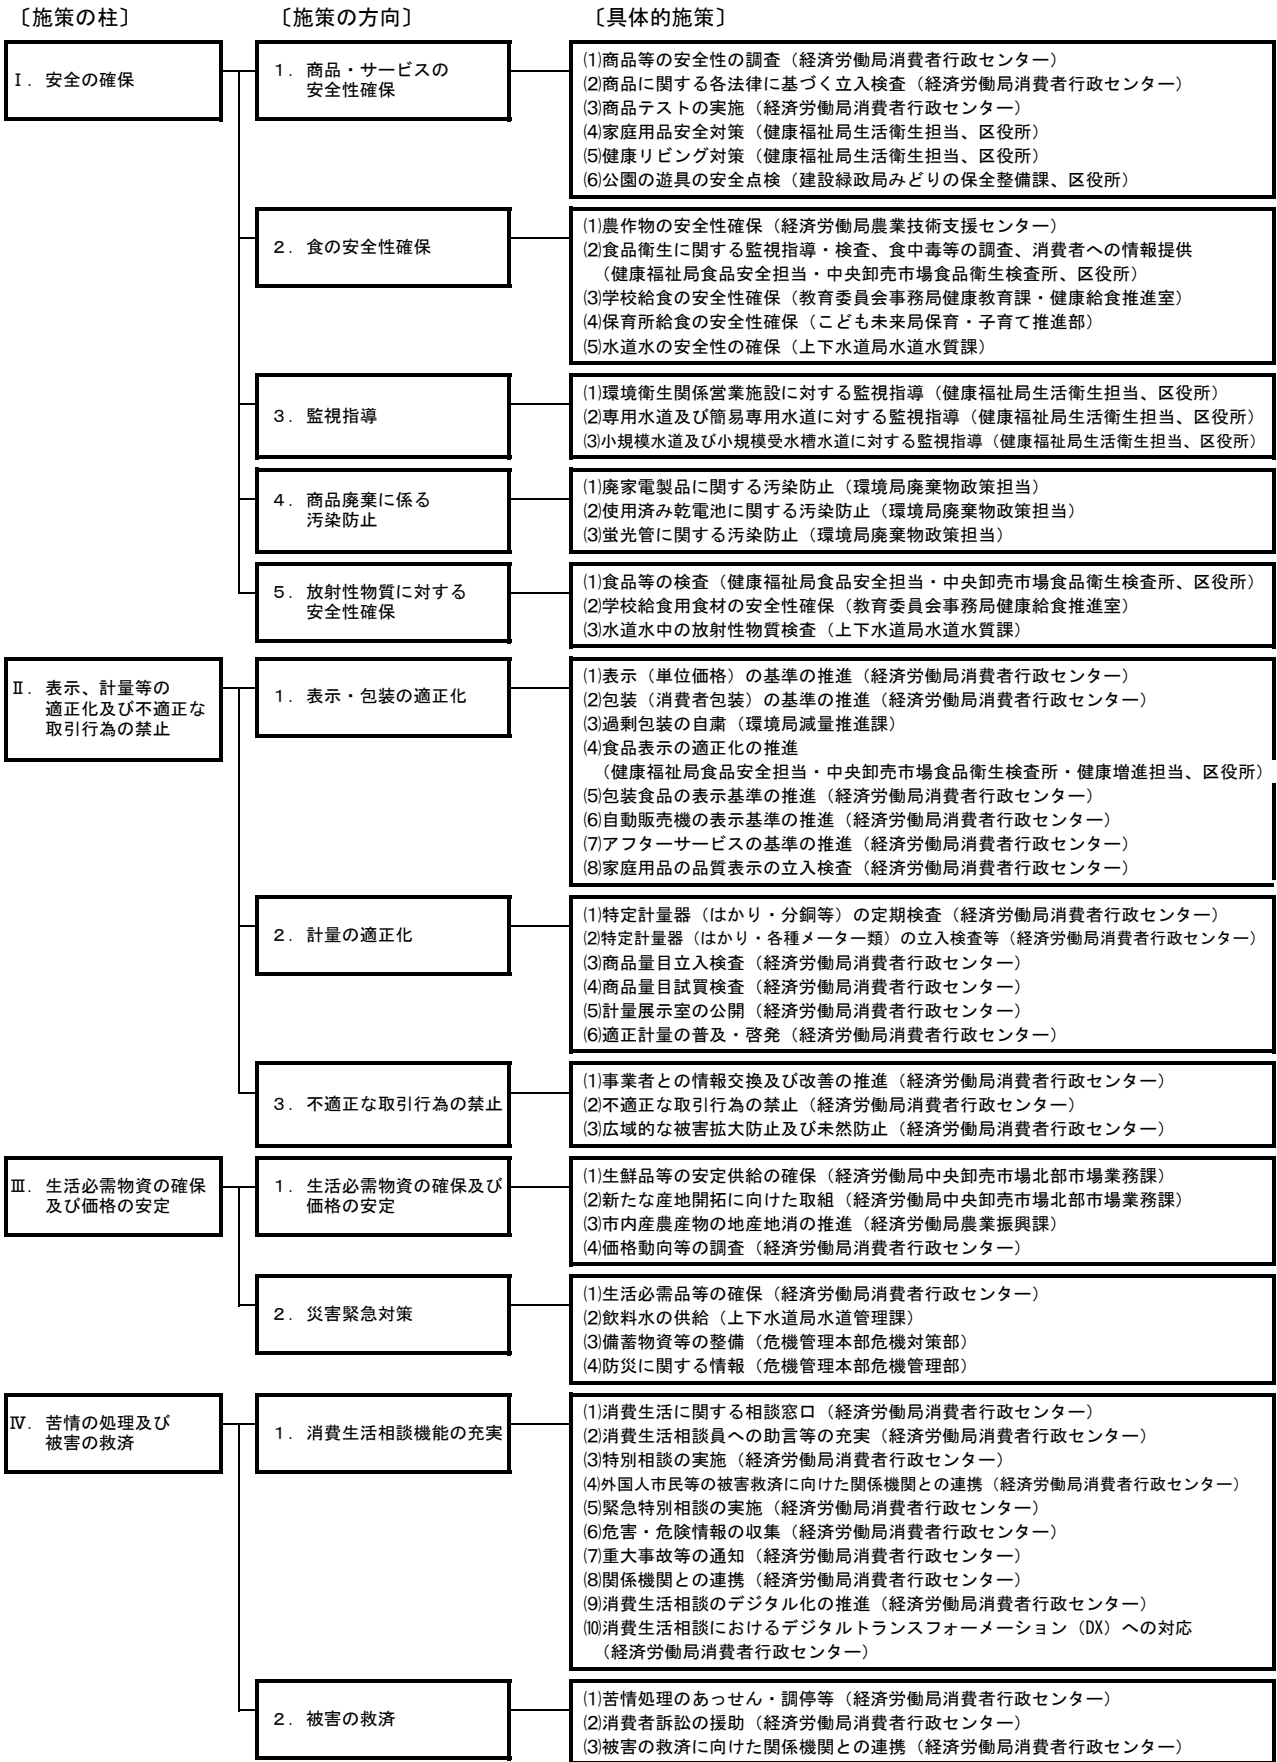 〔施策の柱〕 〔施策の方向〕 〔具体的施策〕
Ⅰ．安全の確保
1．商品・サービスの
安全性確保
⑴商品等の安全性の調査（経済労働局消費者行政センター）
⑵商品に関する各法律に基づく立入検査（経済労働局消費者行政センター）
⑶商品テストの実施（経済労働局消費者行政センター）
⑷家庭用品安全対策（健康福祉局生活衛生担当、区役所）
⑸健康リビング対策（健康福祉局生活衛生担当、区役所）
⑹公園の遊具の安全点検（建設緑政局みどりの保全整備課、区役所）
2．食の安全性確保
⑴農作物の安全性確保（経済労働局農業技術支援センター）
⑵食品衛生に関する監視指導・検査、食中毒等の調査、消費者への情報提供
（健康福祉局食品安全担当・中央卸売市場食品衛生検査所、区役所）
⑶学校給食の安全性確保（教育委員会事務局健康教育課・健康給食推進室）
⑷保育所給食の安全性確保（こども未来局保育・子育て推進部）
⑸水道水の安全性の確保（上下水道局水道水質課）
3．監視指導
⑴環境衛生関係営業施設に対する監視指導（健康福祉局生活衛生担当、区役所）
⑵専用水道及び簡易専用水道に対する監視指導（健康福祉局生活衛生担当、区役所）
⑶小規模水道及び小規模受水槽水道に対する監視指導（健康福祉局生活衛生担当、区役所）
4．商品廃棄に係る
汚染防止
⑴廃家電製品に関する汚染防止（環境局廃棄物政策担当）
⑵使用済み乾電池に関する汚染防止（環境局廃棄物政策担当）
⑶蛍光管に関する汚染防止（環境局廃棄物政策担当）
5．放射性物質に対する
安全性確保
⑴食品等の検査（健康福祉局食品安全担当・中央卸売市場食品衛生検査所、区役所）
⑵学校給食用食材の安全性確保（教育委員会事務局健康給食推進室）
⑶水道水中の放射性物質検査（上下水道局水道水質課）
Ⅱ．表示、計量等の
適正化及び不適正な
取引行為の禁止
1．表示・包装の適正化
⑴表示（単位価格）の基準の推進（経済労働局消費者行政センター）
⑵包装（消費者包装）の基準の推進（経済労働局消費者行政センター）
⑶過剰包装の自粛（環境局減量推進課）
⑷食品表示の適正化の推進
（健康福祉局食品安全担当・中央卸売市場食品衛生検査所・健康増進担当、区役所）
⑸包装食品の表示基準の推進（経済労働局消費者行政センター）
⑹自動販売機の表示基準の推進（経済労働局消費者行政センター）
⑺アフターサービスの基準の推進（経済労働局消費者行政センター）
⑻家庭用品の品質表示の立入検査（経済労働局消費者行政センター）
2．計量の適正化
⑴特定計量器（はかり・分銅等）の定期検査（経済労働局消費者行政センター）
⑵特定計量器（はかり・各種メーター類）の立入検査等（経済労働局消費者行政センター）
⑶商品量目立入検査（経済労働局消費者行政センター）
⑷商品量目試買検査（経済労働局消費者行政センター）
⑸計量展示室の公開（経済労働局消費者行政センター）
⑹適正計量の普及・啓発（経済労働局消費者行政センター）
3．不適正な取引行為の禁止
⑴事業者との情報交換及び改善の推進（経済労働局消費者行政センター）
⑵不適正な取引行為の禁止（経済労働局消費者行政センター）
⑶広域的な被害拡大防止及び未然防止（経済労働局消費者行政センター）
Ⅲ．生活必需物資の確保
及び価格の安定
1．生活必需物資の確保及び
価格の安定
⑴生鮮品等の安定供給の確保（経済労働局中央卸売市場北部市場業務課）
⑵新たな産地開拓に向けた取組（経済労働局中央卸売市場北部市場業務課）
⑶市内産農産物の地産地消の推進（経済労働局農業振興課）
⑷価格動向等の調査（経済労働局消費者行政センター）
2．災害緊急対策
⑴生活必需品等の確保（経済労働局消費者行政センター）
⑵飲料水の供給（上下水道局水道管理課）
⑶備蓄物資等の整備（危機管理本部危機対策部）
⑷防災に関する情報（危機管理本部危機管理部）
Ⅳ．苦情の処理及び
被害の救済
1．消費生活相談機能の充実
⑴消費生活に関する相談窓口（経済労働局消費者行政センター）
⑵消費生活相談員への助言等の充実（経済労働局消費者行政センター）
⑶特別相談の実施（経済労働局消費者行政センター）
⑷外国人市民等の被害救済に向けた関係機関との連携（経済労働局消費者行政センター）
⑸緊急特別相談の実施（経済労働局消費者行政センター）
⑹危害・危険情報の収集（経済労働局消費者行政センター）
⑺重大事故等の通知（経済労働局消費者行政センター）
⑻関係機関との連携（経済労働局消費者行政センター）
⑼消費生活相談のデジタル化の推進（経済労働局消費者行政センター）
⑽消費生活相談におけるデジタルトランスフォーメーション（DX）への対応
（経済労働局消費者行政センター）
2．被害の救済
⑴苦情処理のあっせん・調停等（経済労働局消費者行政センター）
⑵消費者訴訟の援助（経済労働局消費者行政センター）
⑶被害の救済に向けた関係機関との連携（経済労働局消費者行政センター）